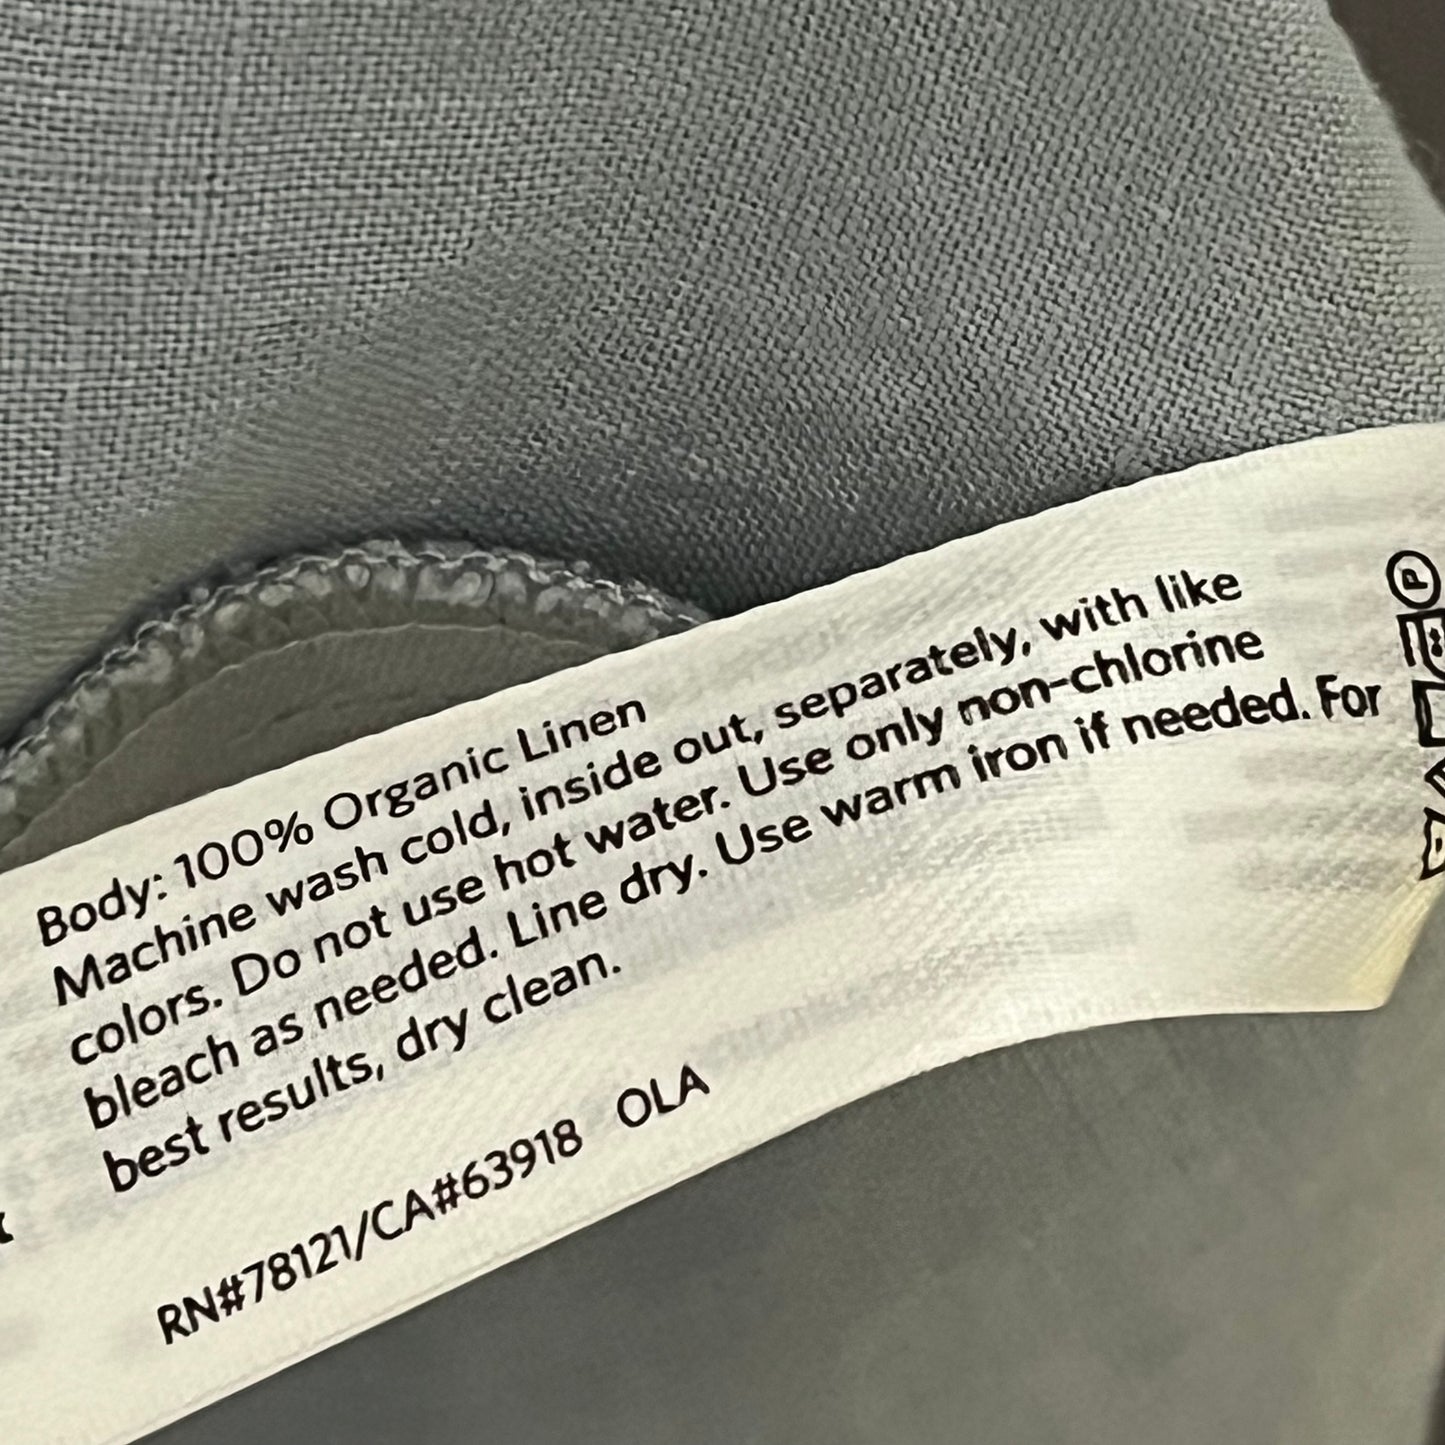 Body: 100% Organic Linen
Machine wash cold, inside out, separately, with like
colors. Do not use hot water. Use only non-chlorine
bleach as needed. Line dry. Use warm iron if needed. For
best results, dry clean.
RN#78121/CA#63918 OLA
P